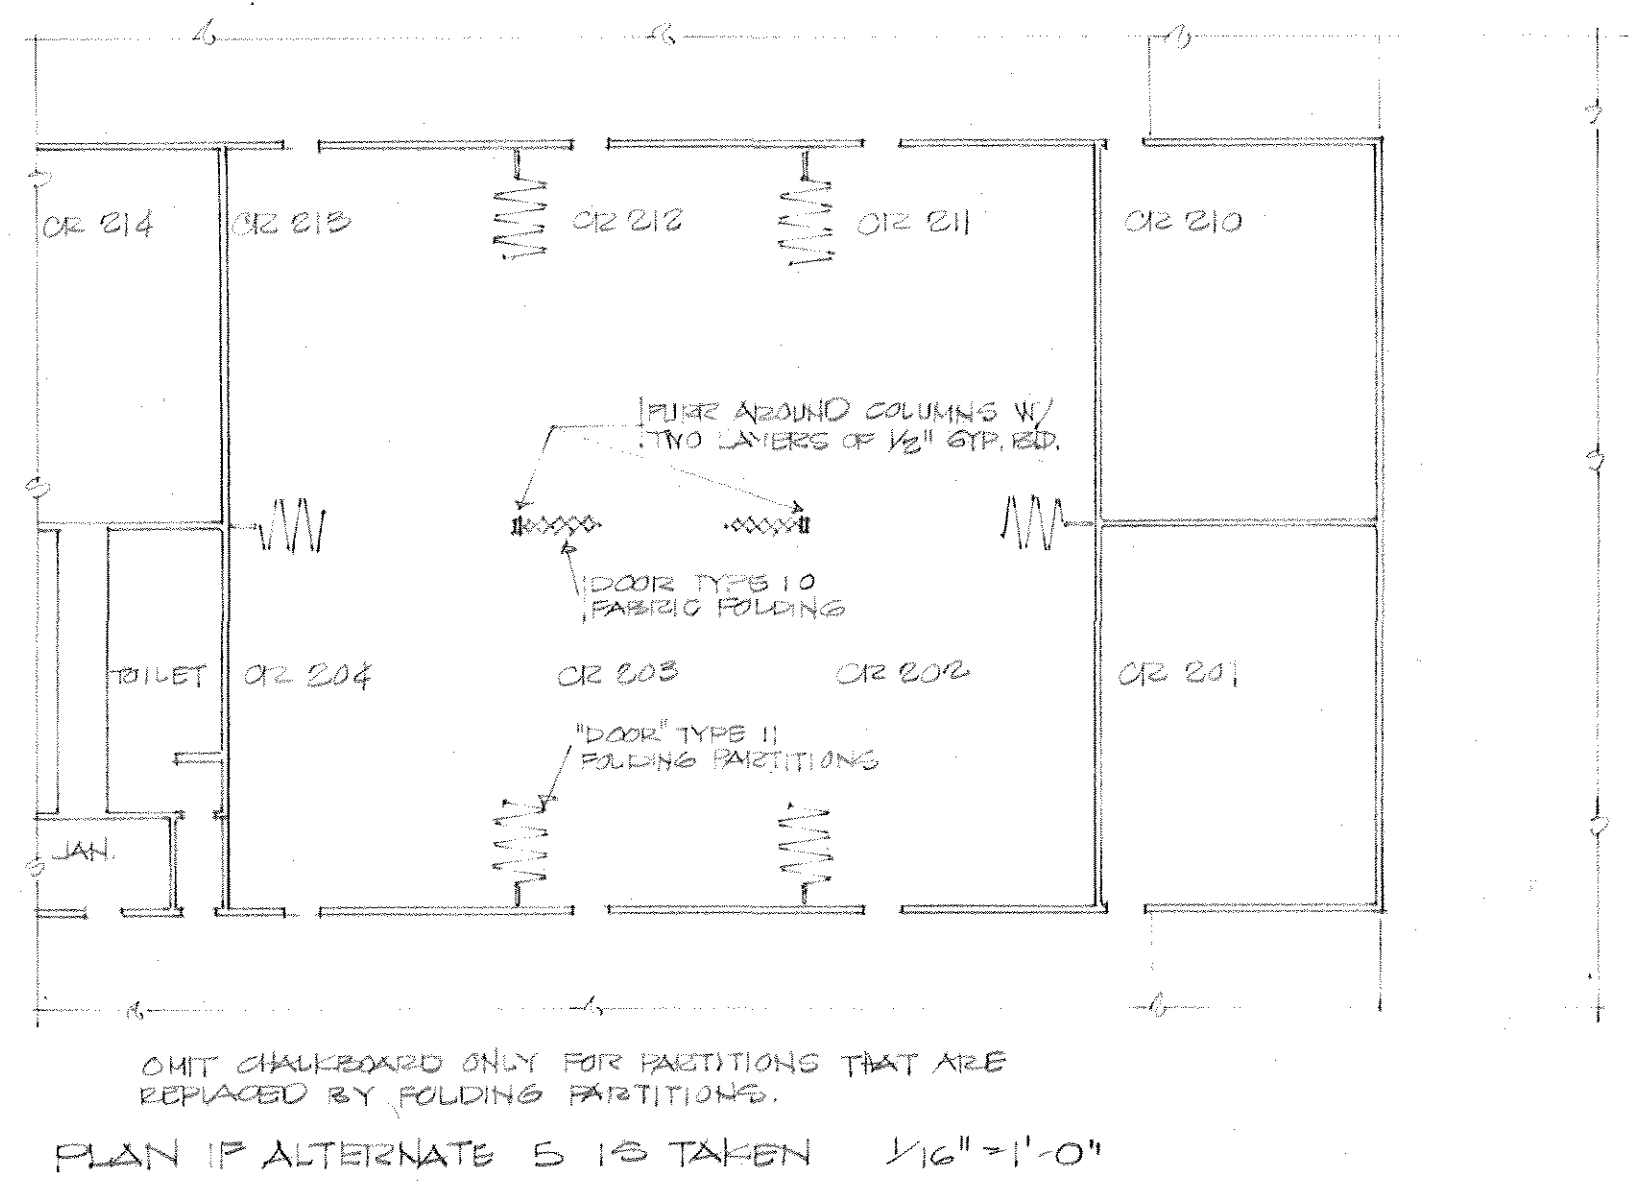 CR 214
CR 213
CR 212
CR 211
CR 210
FURR AROUND COLUMNS W/
TWO LAYERS OF 1/2" GYP. BD.
DOOR TYPE 10
FABRIC FOLDING
TOILET
CR 204
CR 203
CR 202
CR 201
"DOOR" TYPE 11
FOLDING PARTITIONS
JAN.
OMIT CHALKBOARD ONLY FOR PARTITIONS THAT ARE
REPLACED BY FOLDING PARTITIONS.
PLAN IF ALTERNATE 5 IS TAKEN 1/16" = 1'-0"